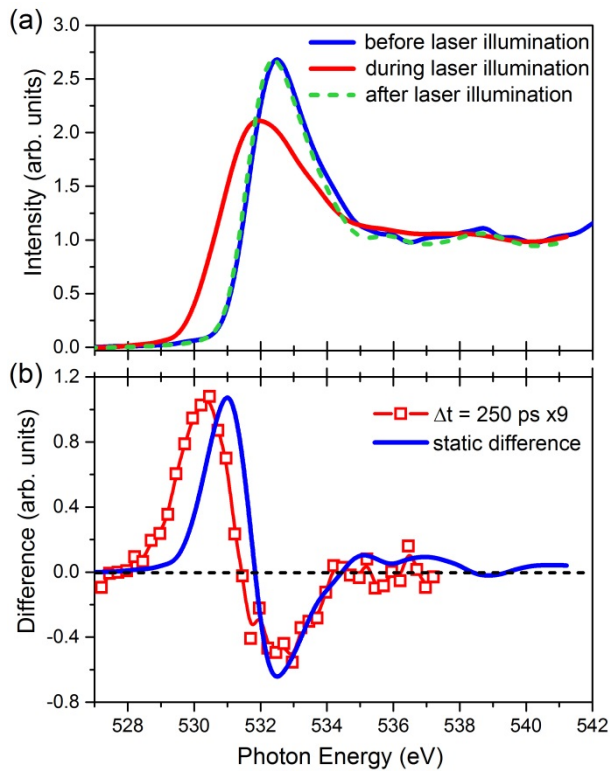 (a)
3.0
2.5
2.0
1.5
1.0
0.5
0.0
Intensity (arb. units)
before laser illumination
during laser illumination
after laser illumination
(b)
1.2
0.8
0.4
0.0
-0.4
-0.8
Difference (arb. units)
Δt = 250 ps x9
static difference
528 530 532 534 536 538 540 542
Photon Energy (eV)